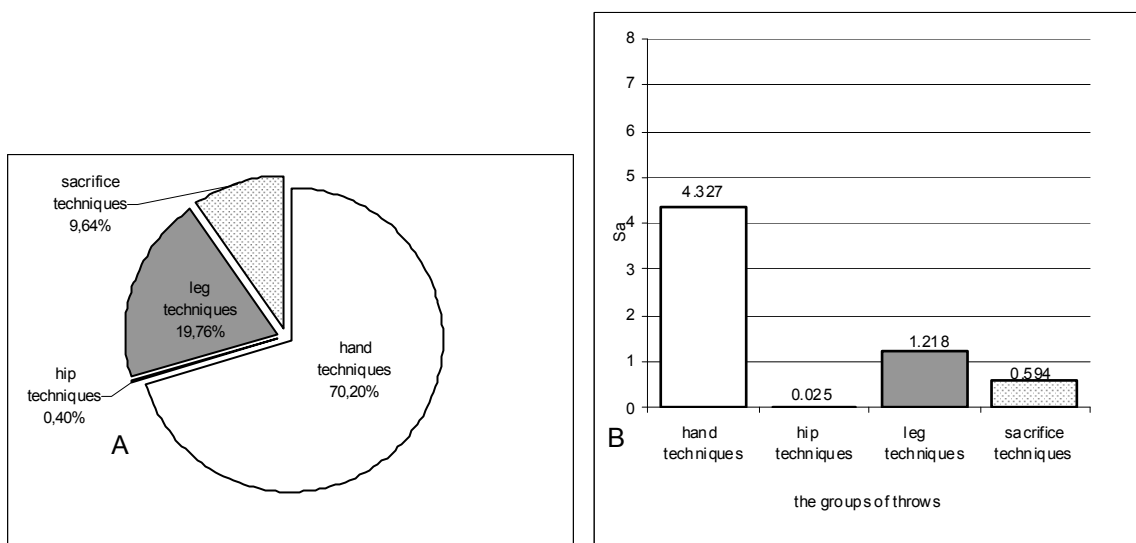 sacrifice
techniques
9,64%
leg
techniques
19,76%
hip
techniques
0,40%
hand
techniques
70,20%
A
8
7
6
5
4
3
2
1
0
Sa
4.327
0.025
1.218
0.594
hand
techniques
hip
techniques
leg
techniques
sacrifice
techniques
the groups of throws
B